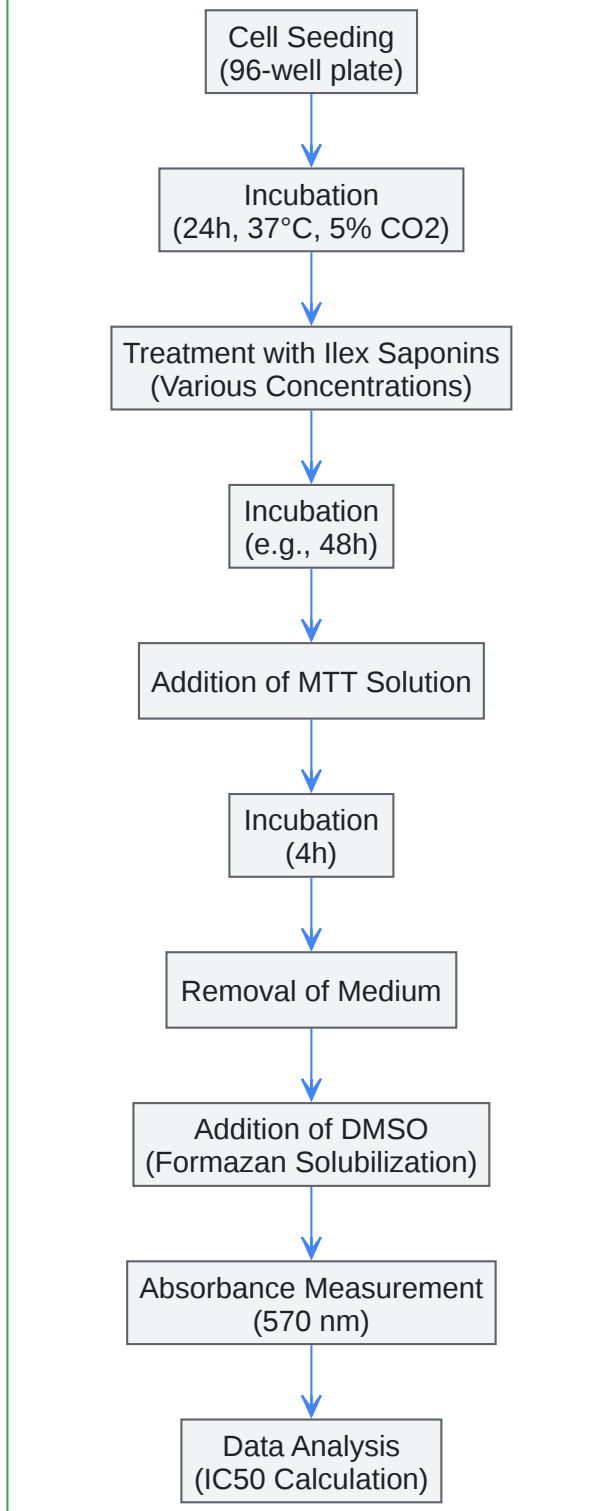 Cell Seeding
(96-well plate)
Incubation
(24h, 37°C, 5% CO2)
Treatment with Ilex Saponins
(Various Concentrations)
Incubation
(e.g., 48h)
Addition of MTT Solution
Incubation
(4h)
Removal of Medium
Addition of DMSO
(Formazan Solubilization)
Absorbance Measurement
(570 nm)
Data Analysis
(IC50 Calculation)